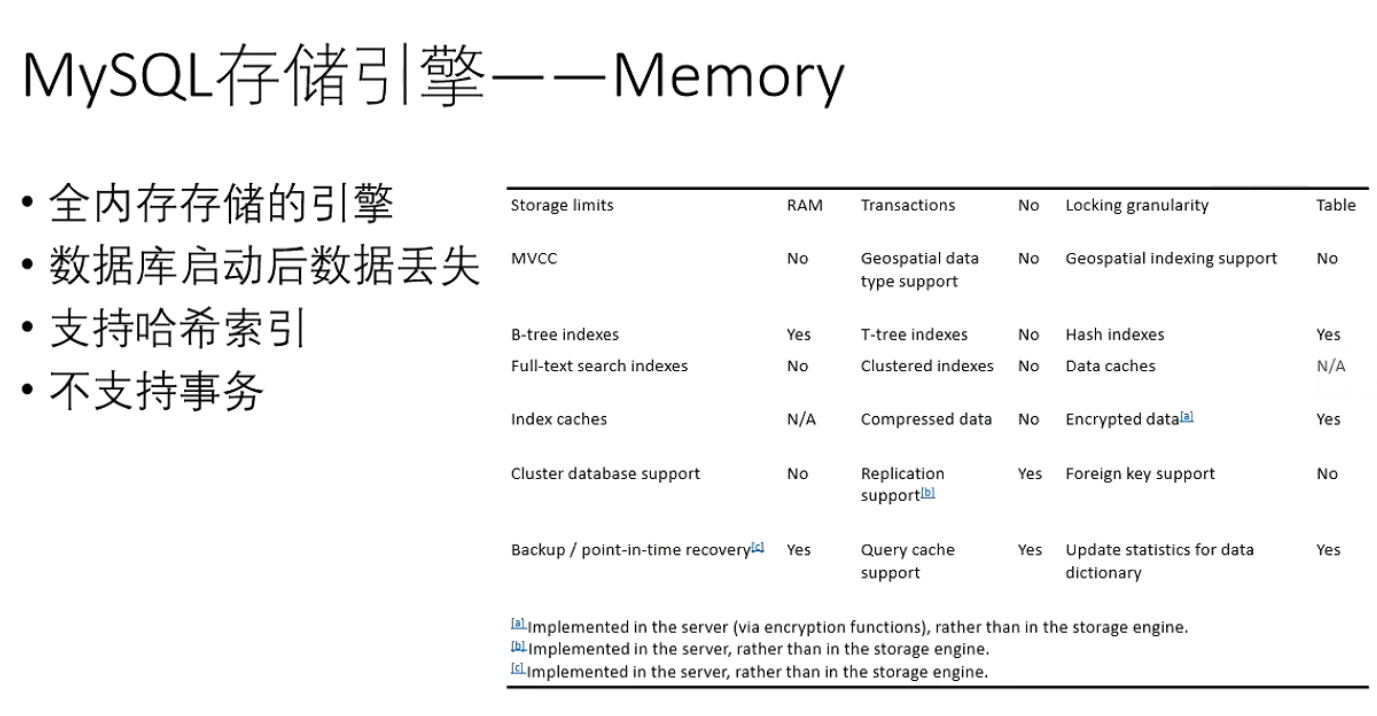 MySQL存储引擎——Memory
• 全内存存储的引擎
• 数据库启动后数据丢失
• 支持哈希索引
• 不支持事务
Storage limits RAM Transactions No Locking granularity Table
MVCC No Geospatial data No Geospatial indexing support No
type support
B-tree indexes Yes T-tree indexes No Hash indexes Yes
Full-text search indexes No Clustered indexes No Data caches N/A
Index caches N/A Compressed data No Encrypted data[a] Yes
Cluster database support No Replication Yes Foreign key support No
support[b]
Backup / point-in-time recovery[c] Yes Query cache Yes Update statistics for data Yes
support dictionary
[a] Implemented in the server (via encryption functions), rather than in the storage engine.
[b] Implemented in the server, rather than in the storage engine.
[c] Implemented in the server, rather than in the storage engine.